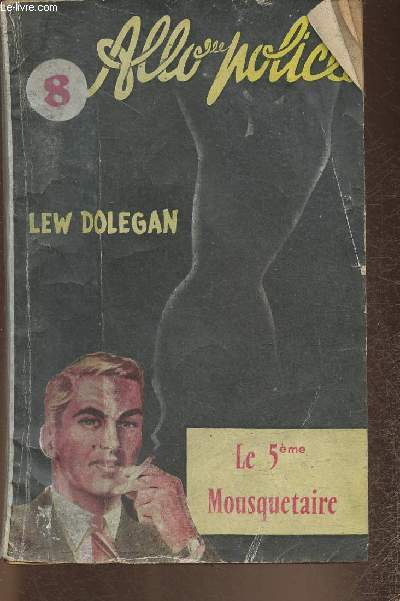 © Le-livre.com
Allo... police
8
LEW DOLEGAN
Le 5ème
Mousquetaire